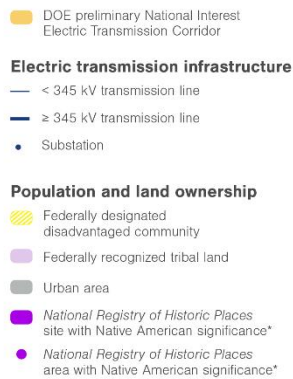 DOE preliminary National Interest
Electric Transmission Corridor
Electric transmission infrastructure
< 345 kV transmission line
≥ 345 kV transmission line
Substation
Population and land ownership
Federally designated
disadvantaged community
Federally recognized tribal land
Urban area
National Registry of Historic Places
site with Native American significance*
National Registry of Historic Places
area with Native American significance*